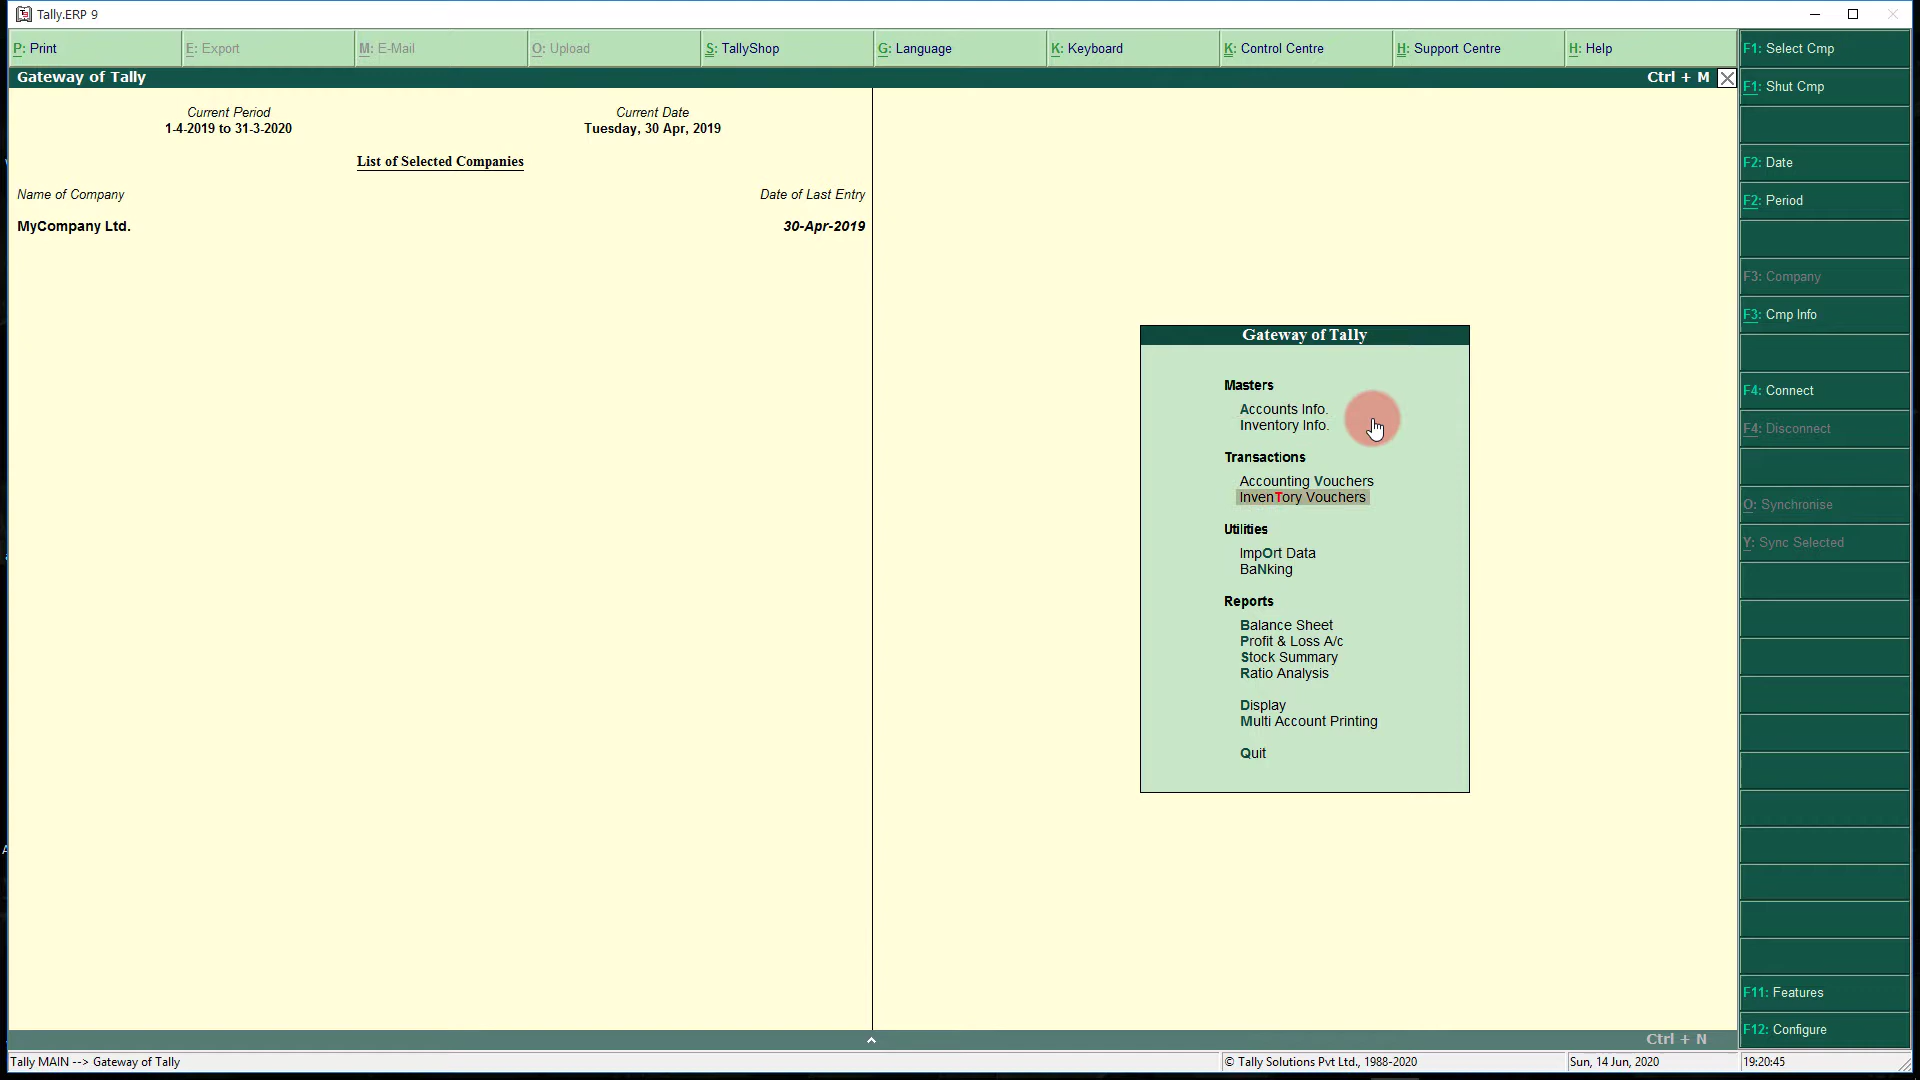 Tally.ERP 9
P: Print
E: Export
M: E-Mail
O: Upload
S: TallyShop
G: Language
K: Keyboard
K: Control Centre
H: Support Centre
H: Help
Gateway of Tally
Ctrl + M
Current Period
1-4-2019 to 31-3-2020
Current Date
Tuesday, 30 Apr, 2019
List of Selected Companies
Name of Company
Date of Last Entry
MyCompany Ltd.
30-Apr-2019
Gateway of Tally
Masters
Accounts Info.
Inventory Info.
Transactions
Accounting Vouchers
InvenTory Vouchers
Utilities
ImpOrt Data
BaNking
Reports
Balance Sheet
Profit & Loss A/c
Stock Summary
Ratio Analysis
Display
Multi Account Printing
Quit
F1: Select Cmp
F1: Shut Cmp
F2: Date
F2: Period
F3: Company
F3: Cmp Info
F4: Connect
F4: Disconnect
O: Synchronise
Y: Sync Selected
F11: Features
F12: Configure
Ctrl + N
Tally MAIN --> Gateway of Tally
© Tally Solutions Pvt Ltd., 1988-2020
Sun, 14 Jun, 2020
19:20:45